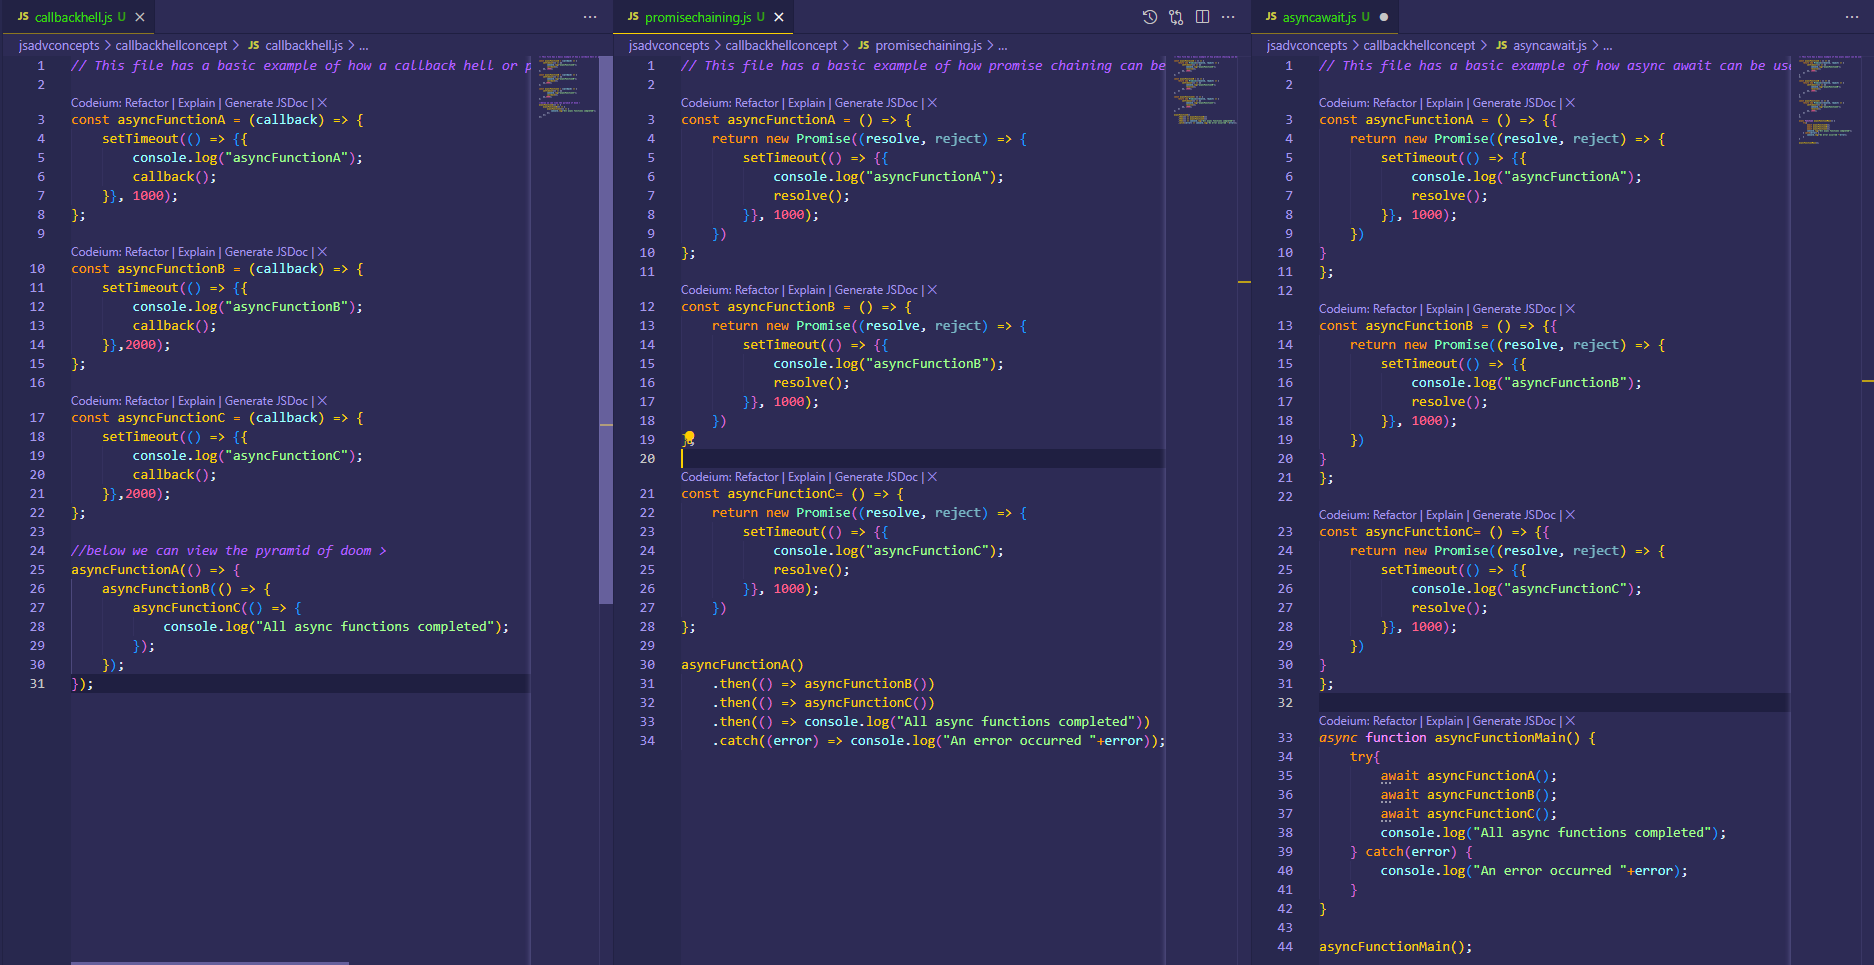 JS callbackhell.js U
jsadvconcepts > callbackhellconcept > JS callbackhell.js > ...
1 // This file has a basic example of how a callback hell or p
2
Codeium: Refactor | Explain | Generate JSDoc | X
3 const asyncFunctionA = (callback) => {
4 setTimeout(() => {{
5 console.log("asyncFunctionA");
6 callback();
7 }}, 1000);
8 };
9
Codeium: Refactor | Explain | Generate JSDoc | X
10 const asyncFunctionB = (callback) => {
11 setTimeout(() => {{
12 console.log("asyncFunctionB");
13 callback();
14 }},2000);
15 };
16
Codeium: Refactor | Explain | Generate JSDoc | X
17 const asyncFunctionC = (callback) => {
18 setTimeout(() => {{
19 console.log("asyncFunctionC");
20 callback();
21 }},2000);
22 };
23
24 //below we can view the pyramid of doom >
25 asyncFunctionA(() => {
26 asyncFunctionB(() => {
27 asyncFunctionC(() => {
28 console.log("All async functions completed");
29 });
30 });
31 });
JS promisechaining.js U
jsadvconcepts > callbackhellconcept > JS promisechaining.js > ...
1 // This file has a basic example of how promise chaining can be
2
Codeium: Refactor | Explain | Generate JSDoc | X
3 const asyncFunctionA = () => {
4 return new Promise((resolve, reject) => {
5 setTimeout(() => {{
6 console.log("asyncFunctionA");
7 resolve();
8 }}, 1000);
9 })
10 };
11
Codeium: Refactor | Explain | Generate JSDoc | X
12 const asyncFunctionB = () => {
13 return new Promise((resolve, reject) => {
14 setTimeout(() => {{
15 console.log("asyncFunctionB");
16 resolve();
17 }}, 1000);
18 })
19 };
20
Codeium: Refactor | Explain | Generate JSDoc | X
21 const asyncFunctionC= () => {
22 return new Promise((resolve, reject) => {
23 setTimeout(() => {{
24 console.log("asyncFunctionC");
25 resolve();
26 }}, 1000);
27 })
28 };
29
30 asyncFunctionA()
31 .then(() => asyncFunctionB())
32 .then(() => asyncFunctionC())
33 .then(() => console.log("All async functions completed"))
34 .catch((error) => console.log("An error occurred "+error));
JS asyncawait.js U
jsadvconcepts > callbackhellconcept > JS asyncawait.js > ...
1 // This file has a basic example of how async await can be us
2
Codeium: Refactor | Explain | Generate JSDoc | X
3 const asyncFunctionA = () => {{
4 return new Promise((resolve, reject) => {
5 setTimeout(() => {{
6 console.log("asyncFunctionA");
7 resolve();
8 }}, 1000);
9 })
10 }
11 };
12
Codeium: Refactor | Explain | Generate JSDoc | X
13 const asyncFunctionB = () => {{
14 return new Promise((resolve, reject) => {
15 setTimeout(() => {{
16 console.log("asyncFunctionB");
17 resolve();
18 }}, 1000);
19 })
20 }
21 };
22
Codeium: Refactor | Explain | Generate JSDoc | X
23 const asyncFunctionC= () => {{
24 return new Promise((resolve, reject) => {
25 setTimeout(() => {{
26 console.log("asyncFunctionC");
27 resolve();
28 }}, 1000);
29 })
30 }
31 };
32
Codeium: Refactor | Explain | Generate JSDoc | X
33 async function asyncFunctionMain() {
34 try{
35 await asyncFunctionA();
36 await asyncFunctionB();
37 await asyncFunctionC();
38 console.log("All async functions completed");
39 } catch(error) {
40 console.log("An error occurred "+error);
41 }
42 }
43
44 asyncFunctionMain();